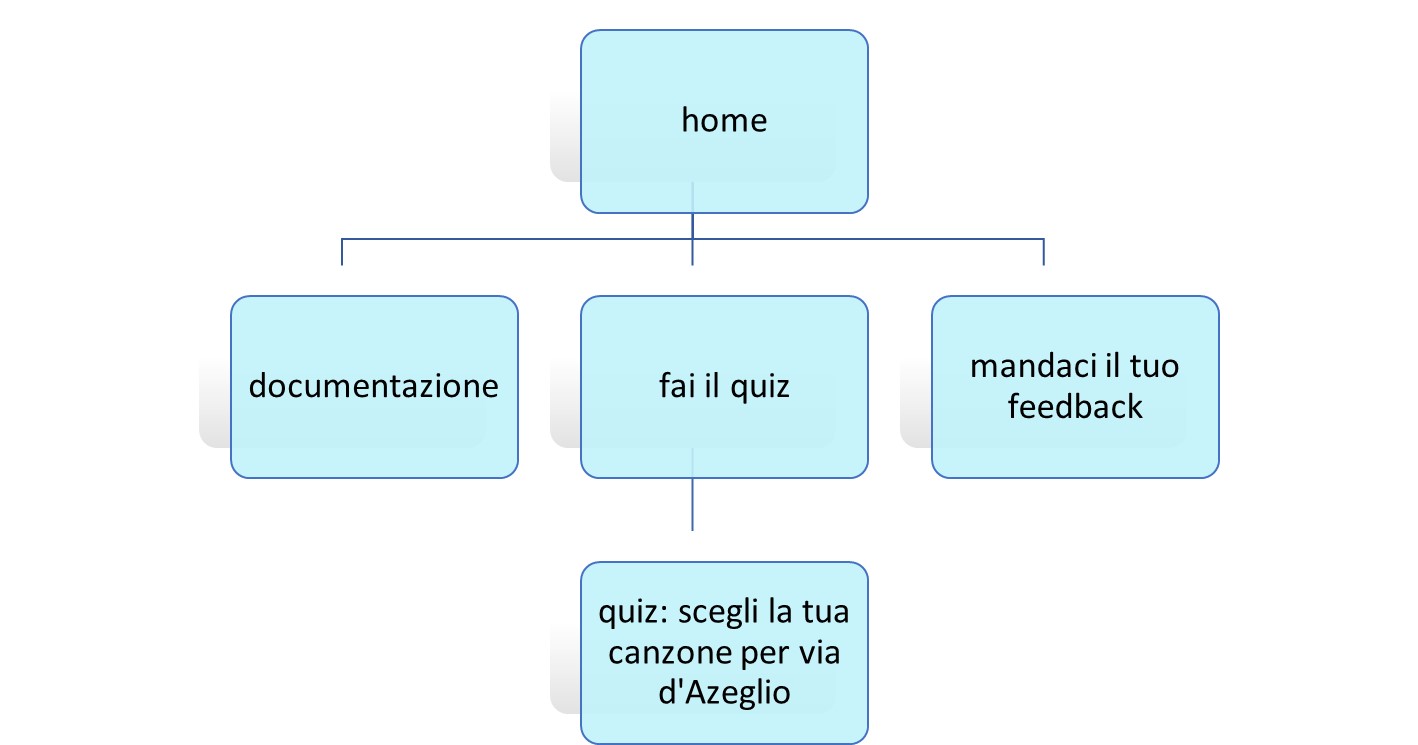 home
documentazione
fai il quiz
mandaci il tuo
feedback
quiz: scegli la tua
canzone per via
d'Azeglio